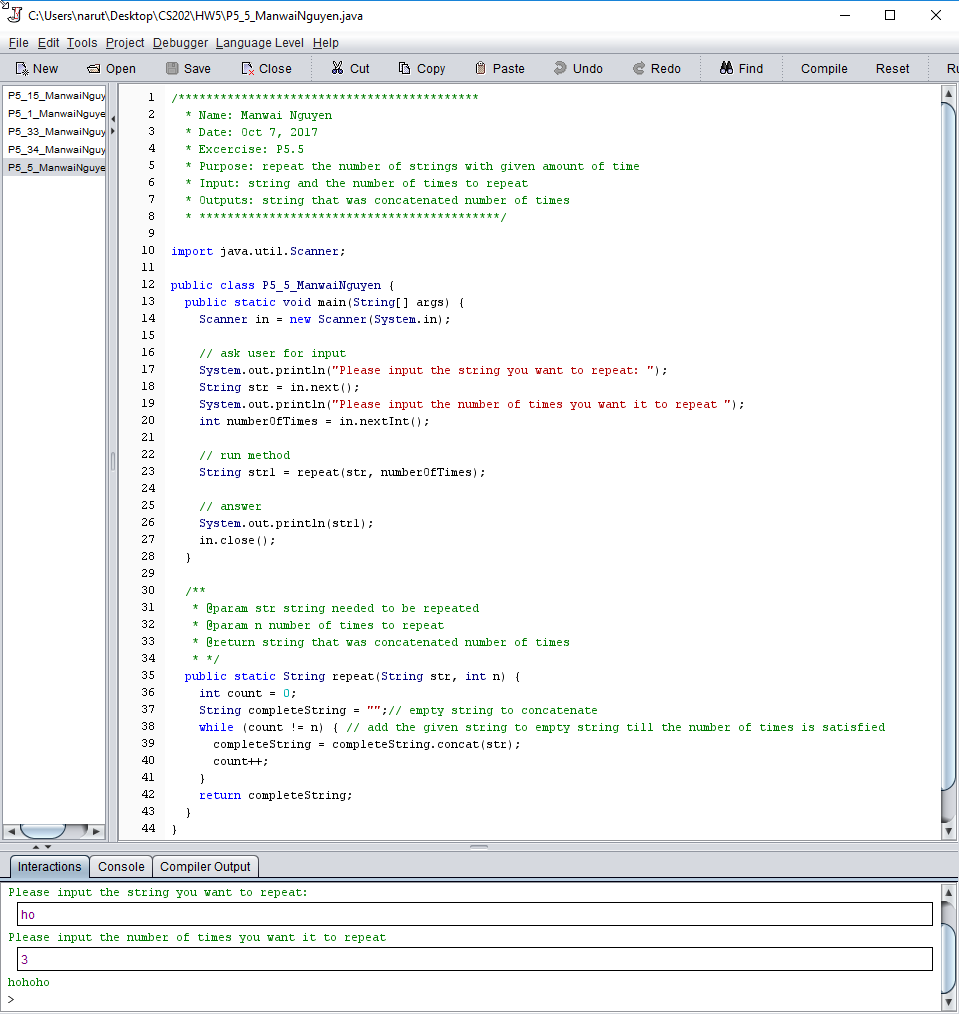 C:\Users\narut\Desktop\CS202\HW5\P5_5_ManwaiNguyen.java
File Edit Tools Project Debugger Language Level Help
New Open Save Close Cut Copy Paste Undo Redo Find Compile Reset Ru
P5_15_ManwaiNguy
P5_1_ManwaiNguye
P5_33_ManwaiNguy
P5_34_ManwaiNguy
P5_5_ManwaiNguye
1 /*******************************************
2 * Name: Manwai Nguyen
3 * Date: Oct 7, 2017
4 * Excercise: P5.5
5 * Purpose: repeat the number of strings with given amount of time
6 * Input: string and the number of times to repeat
7 * Outputs: string that was concatenated number of times
8 * *******************************************/
9
10 import java.util.Scanner;
11
12 public class P5_5_ManwaiNguyen {
13 public static void main(String[] args) {
14 Scanner in = new Scanner(System.in);
15
16 // ask user for input
17 System.out.println("Please input the string you want to repeat: ");
18 String str = in.next();
19 System.out.println("Please input the number of times you want it to repeat ");
20 int numberOfTimes = in.nextInt();
21
22 // run method
23 String str1 = repeat(str, numberOfTimes);
24
25 // answer
26 System.out.println(str1);
27 in.close();
28 }
29
30 /**
31 * @param str string needed to be repeated
32 * @param n number of times to repeat
33 * @return string that was concatenated number of times
34 * */
35 public static String repeat(String str, int n) {
36 int count = 0;
37 String completeString = "";// empty string to concatenate
38 while (count != n) { // add the given string to empty string till the number of times is satisfied
39 completeString = completeString.concat(str);
40 count++;
41 }
42 return completeString;
43 }
44 }
Interactions Console Compiler Output
Please input the string you want to repeat:
ho
Please input the number of times you want it to repeat
3
hohoho
>